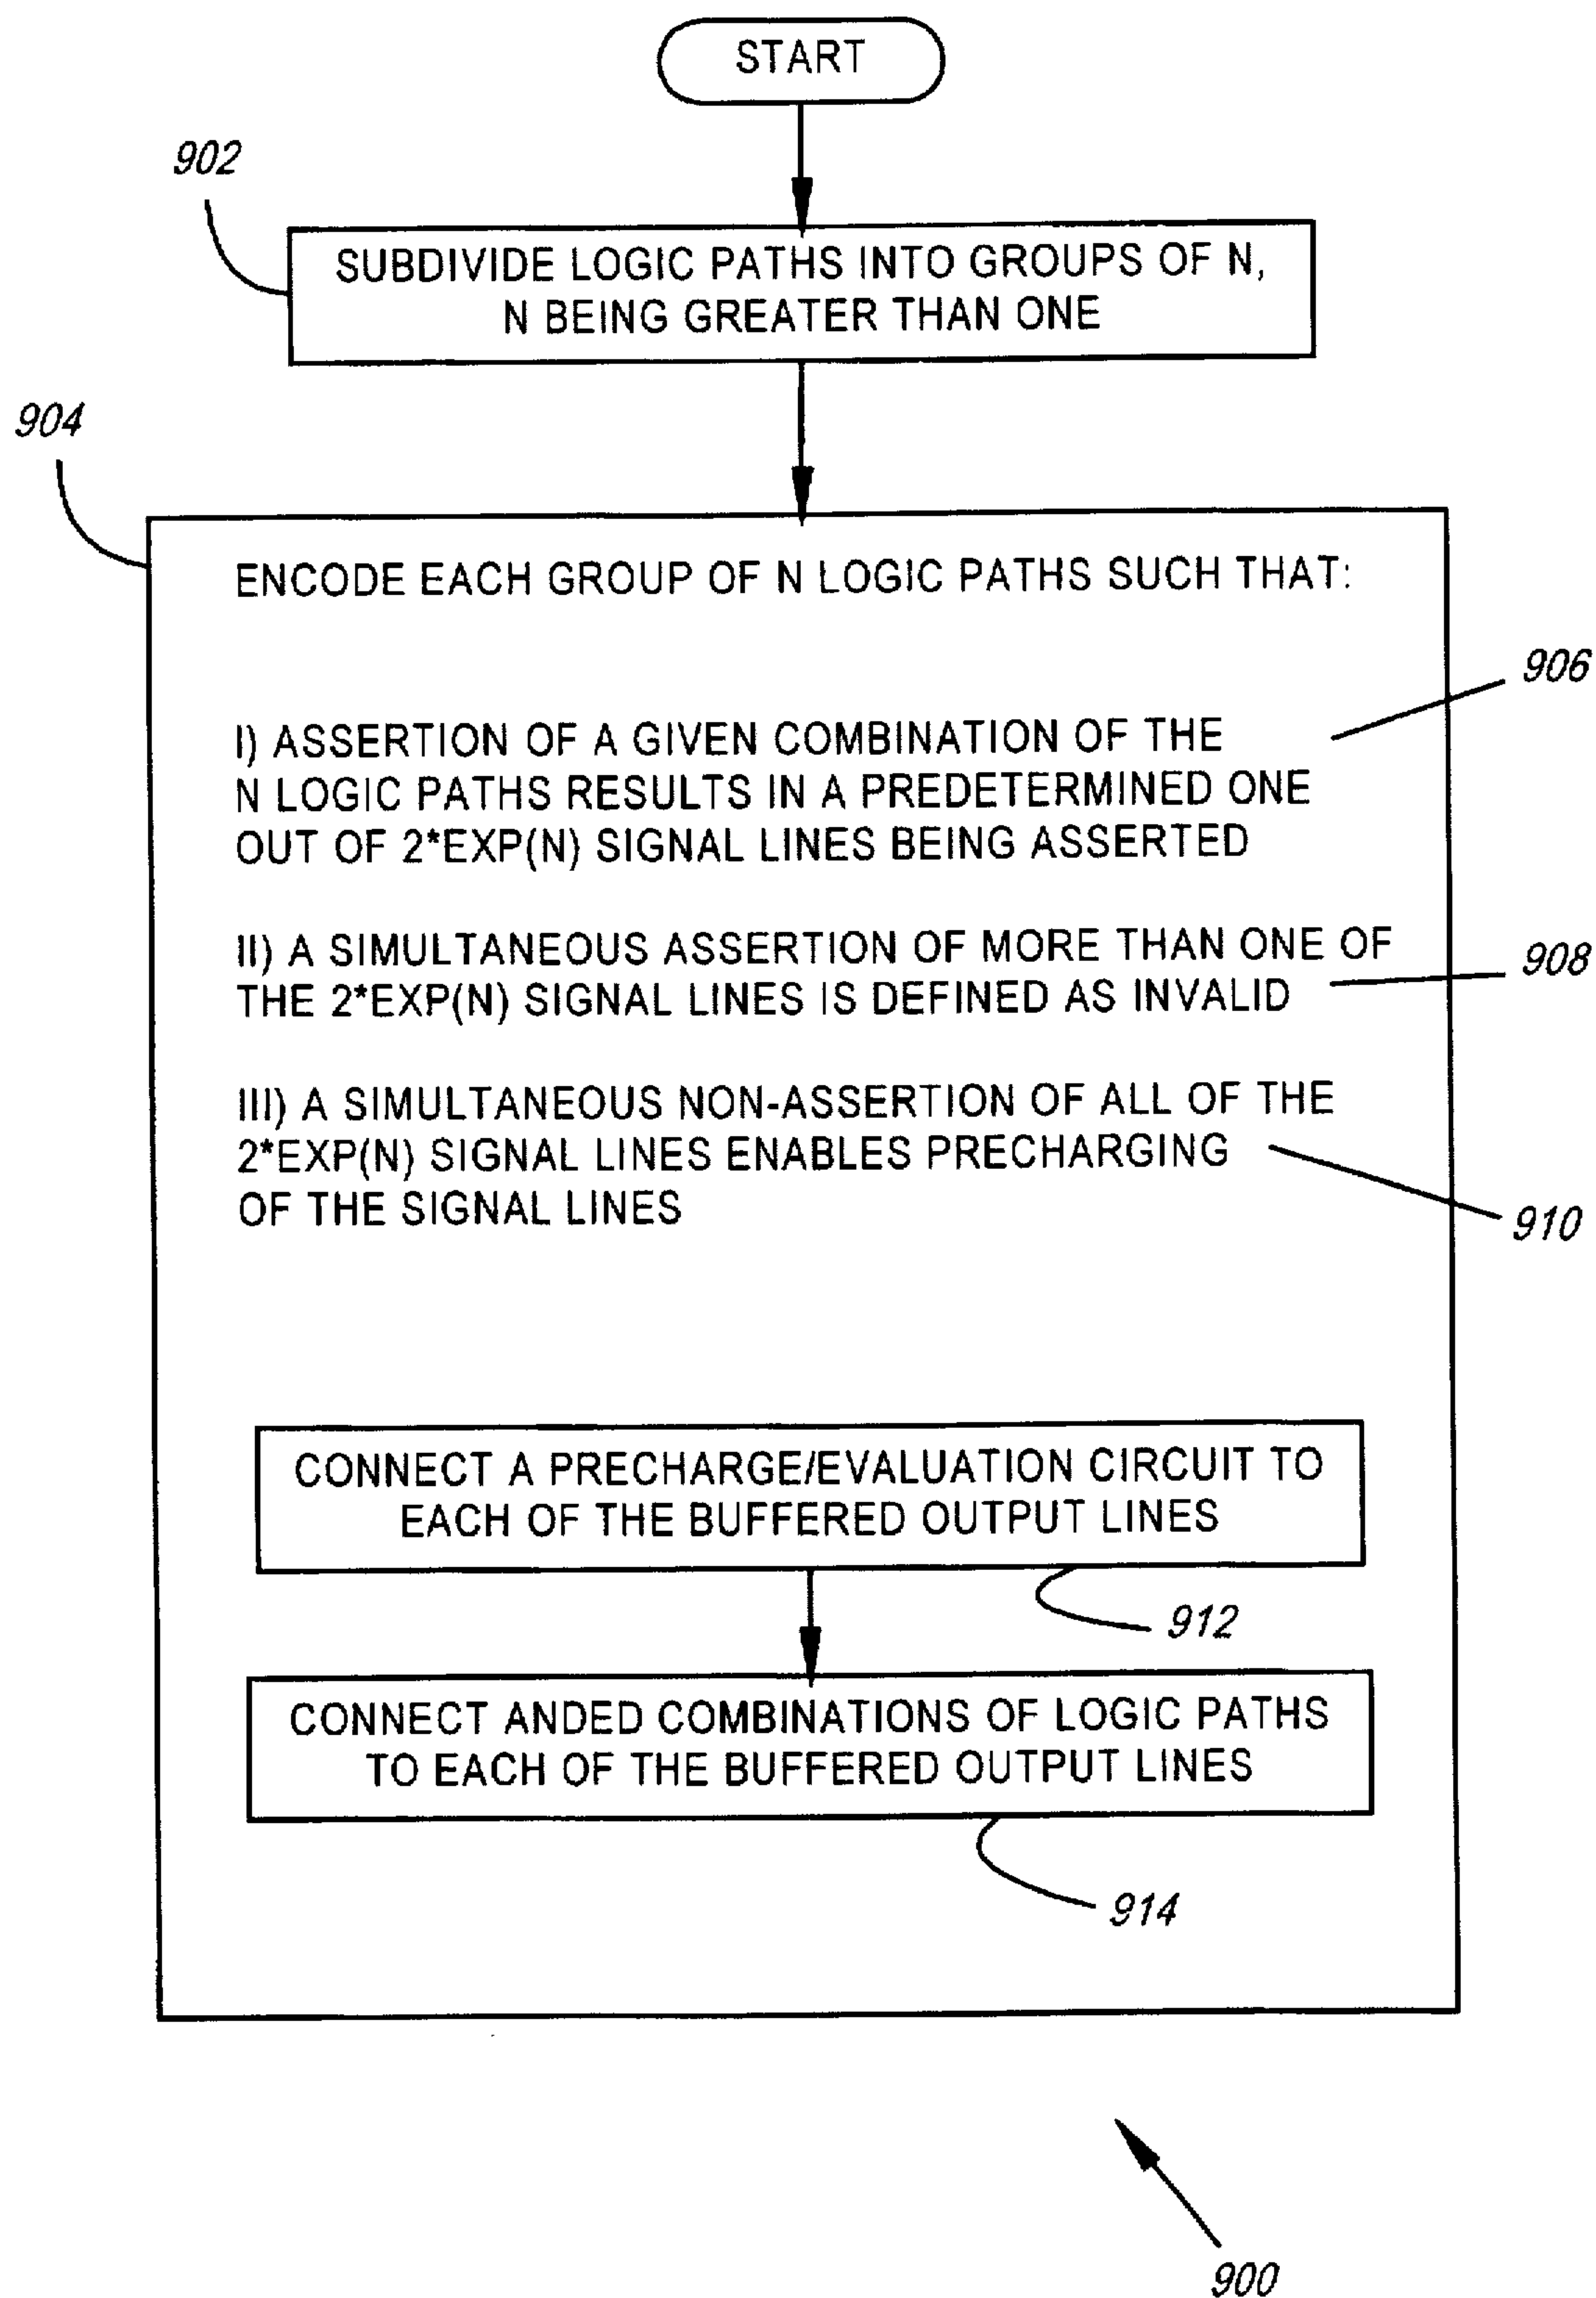 START
902
SUBDIVIDE LOGIC PATHS INTO GROUPS OF N,
N BEING GREATER THAN ONE
904
ENCODE EACH GROUP OF N LOGIC PATHS SUCH THAT:
906
I) ASSERTION OF A GIVEN COMBINATION OF THE
N LOGIC PATHS RESULTS IN A PREDETERMINED ONE
OUT OF 2*EXP(N) SIGNAL LINES BEING ASSERTED
II) A SIMULTANEOUS ASSERTION OF MORE THAN ONE OF
THE 2*EXP(N) SIGNAL LINES IS DEFINED AS INVALID
908
III) A SIMULTANEOUS NON-ASSERTION OF ALL OF THE
2*EXP(N) SIGNAL LINES ENABLES PRECHARGING
OF THE SIGNAL LINES
910
CONNECT A PRECHARGE/EVALUATION CIRCUIT TO
EACH OF THE BUFFERED OUTPUT LINES
912
CONNECT ANDED COMBINATIONS OF LOGIC PATHS
TO EACH OF THE BUFFERED OUTPUT LINES
914
900